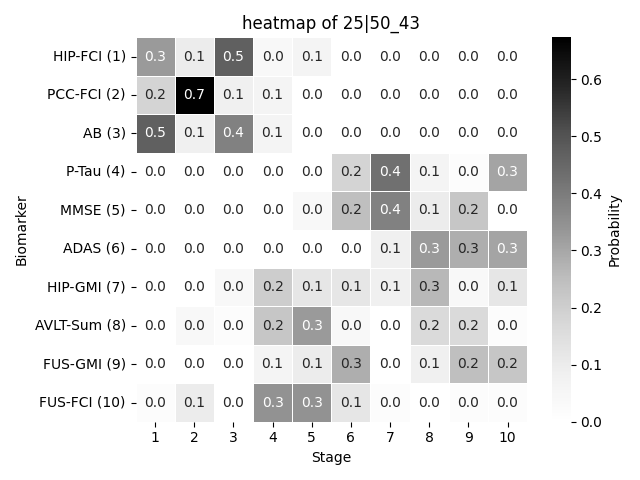 heatmap of 25|50_43
HIP-FCI (1) 0.3 0.1 0.5 0.0 0.1 0.0 0.0 0.0 0.0 0.0
PCC-FCI (2) 0.2 0.7 0.1 0.1 0.0 0.0 0.0 0.0 0.0 0.0
AB (3) 0.5 0.1 0.4 0.1 0.0 0.0 0.0 0.0 0.0 0.0
P-Tau (4) 0.0 0.0 0.0 0.0 0.0 0.2 0.4 0.1 0.0 0.3
MMSE (5) 0.0 0.0 0.0 0.0 0.0 0.2 0.4 0.1 0.2 0.0
ADAS (6) 0.0 0.0 0.0 0.0 0.0 0.0 0.1 0.3 0.3 0.3
HIP-GMI (7) 0.0 0.0 0.0 0.2 0.1 0.1 0.1 0.3 0.0 0.1
AVLT-Sum (8) 0.0 0.0 0.0 0.2 0.3 0.0 0.0 0.2 0.2 0.0
FUS-GMI (9) 0.0 0.0 0.0 0.1 0.1 0.3 0.0 0.1 0.2 0.2
FUS-FCI (10) 0.0 0.1 0.0 0.3 0.3 0.1 0.0 0.0 0.0 0.0
1 2 3 4 5 6 7 8 9 10
Stage
Biomarker
0.6
0.5
0.4
0.3
0.2
0.1
0.0
Probability